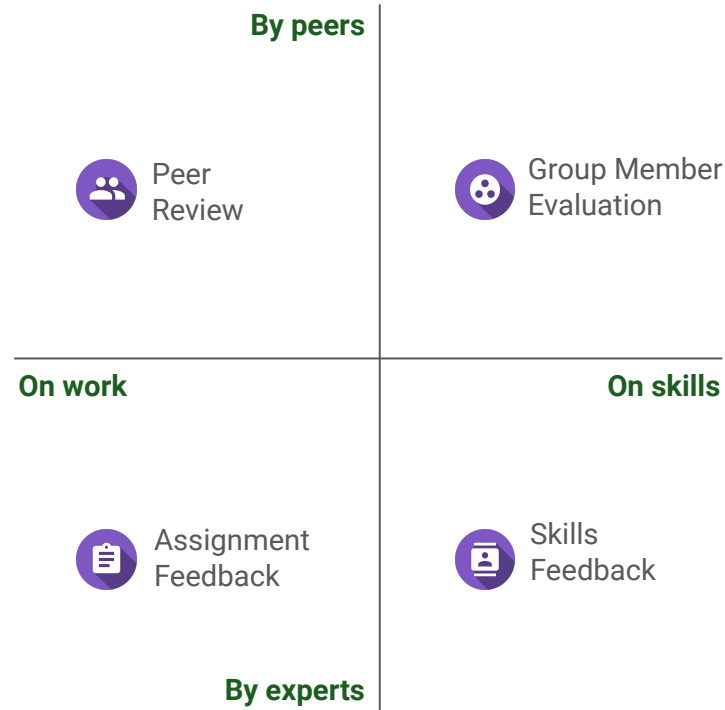 By peers
Peer
Review
Group Member
Evaluation
On work
On skills
Assignment
Feedback
Skills
Feedback
By experts